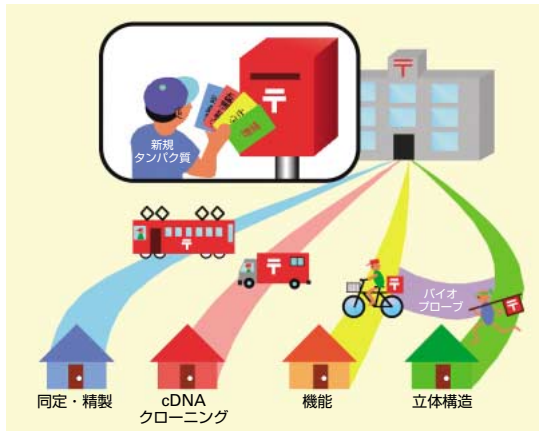 新規
タンパク質
バイオ
プローブ
同定・精製
cDNA
クローニング
機能
立体構造